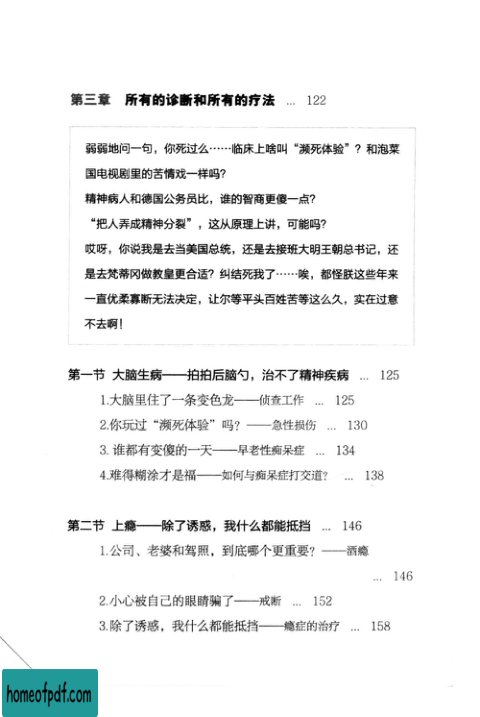 第三章 所有的诊断和所有的疗法 … 122
弱弱地问一句，你死过么……临床上啥叫“濒死体验”？和泡菜
国电视剧里的苦情戏一样吗？
精神病人和德国公务员比，谁的智商更傻一点？
“把人弄成精神分裂”，这从原理上讲，可能吗？
哎呀，你说我是去当美国总统，还是去接班大明王朝总书记，还
是去梵蒂冈做教皇更合适？纠结死我了……唉，都怪朕这些年来
一直优柔寡断无法决定，让尔等平头百姓苦等这么久，实在过意
不去啊！
第一节 大脑生病——拍拍后脑勺，治不了精神疾病 … 125
1.大脑里住了一条变色龙——侦查工作 … 125
2.你玩过“濒死体验”吗？——急性损伤 … 130
3. 谁都有变傻的一天——早老性痴呆症 … 134
4.难得糊涂才是福——如何与痴呆症打交道？ … 138
第二节 上瘾——除了诱惑，我什么都能抵挡 … 146
1.公司、老婆和驾照，到底哪个更重要？——酒瘾
… 146
2.小心被自己的眼睛骗了——戒断 … 152
3.除了诱惑，我什么都能抵挡——瘾症的治疗 … 158
homeofpdf.com